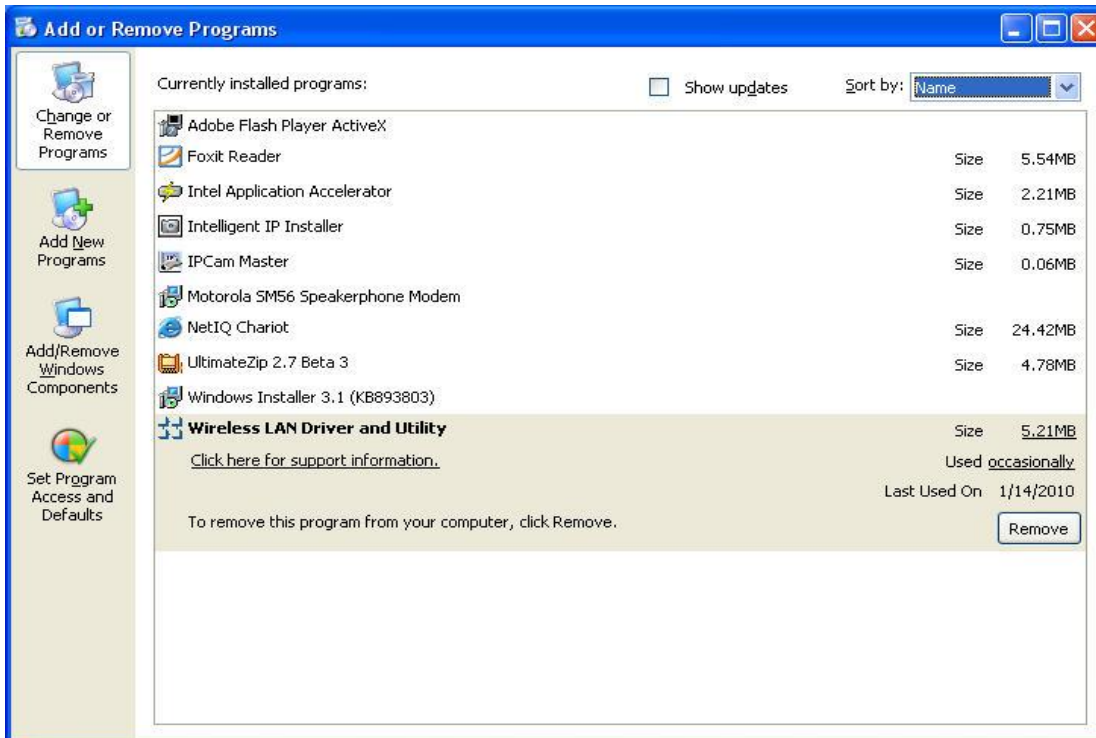 Add or Remove Programs
Change or
Remove
Programs
Add New
Programs
Add/Remove
Windows
Components
Set Program
Access and
Defaults
Currently installed programs: Show updates Sort by: Name
Adobe Flash Player ActiveX
Foxit Reader Size 5.54MB
Intel Application Accelerator Size 2.21MB
Intelligent IP Installer Size 0.75MB
IPCam Master Size 0.06MB
Motorola SM56 Speakerphone Modem
NetIQ Chariot Size 24.42MB
UltimateZip 2.7 Beta 3 Size 4.78MB
Windows Installer 3.1 (KB893803)
Wireless LAN Driver and Utility Size 5.21MB
Click here for support information. Used occasionally
Last Used On 1/14/2010
To remove this program from your computer, click Remove. Remove